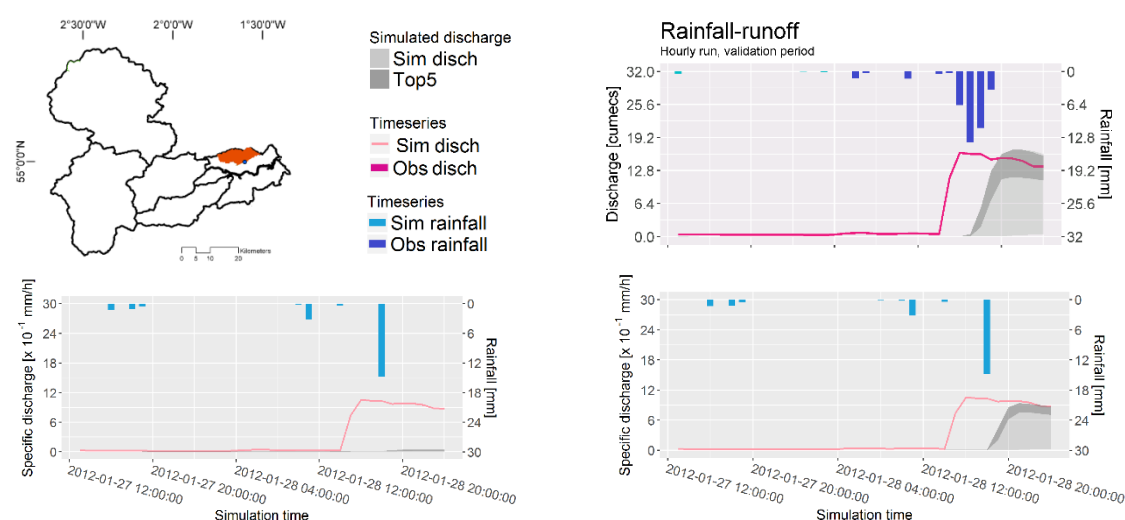 2°30'0"W 2°0'0"W 1°30'0"W
55°0'0"N
0 5 10 20
Kilometers
Simulated discharge
Sim disch
Top5
Timeseries
Sim disch
Obs disch
Timeseries
Sim rainfall
Obs rainfall
Rainfall-runoff
Hourly run, validation period
Discharge [cumecs]
32.0
25.6
19.2
12.8
6.4
0.0
0
6.4
12.8
19.2
25.6
32
Rainfall [mm]
Specific discharge [x 10⁻¹ mm/h]
30
24
18
12
6
0
0
6
12
18
24
30
Rainfall [mm]
2012-01-27 12:00:00
2012-01-27 20:00:00
2012-01-28 04:00:00
2012-01-28 12:00:00
2012-01-28 20:00:00
Simulation time
Specific discharge [x 10⁻¹ mm/h]
30
24
18
12
6
0
0
6
12
18
24
30
Rainfall [mm]
2012-01-27 12:00:00
2012-01-27 20:00:00
2012-01-28 04:00:00
2012-01-28 12:00:00
2012-01-28 20:00:00
Simulation time